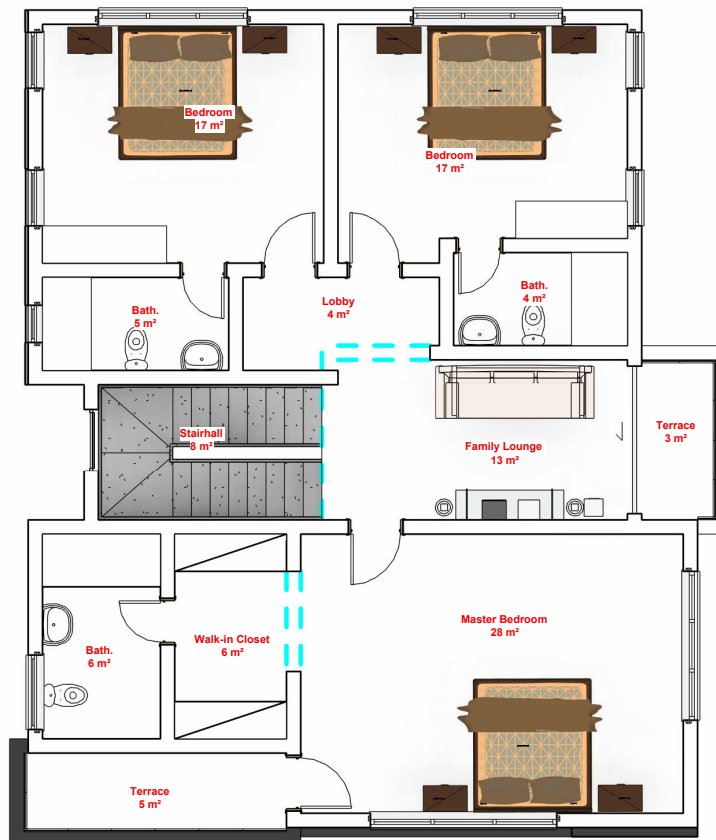 Bedroom
17 m²
Bedroom
17 m²
Bath.
5 m²
Lobby
4 m²
Bath.
4 m²
Stairhall
8 m²
Family Lounge
13 m²
Terrace
3 m²
Bath.
6 m²
Walk-in Closet
6 m²
Master Bedroom
28 m²
Terrace
5 m²